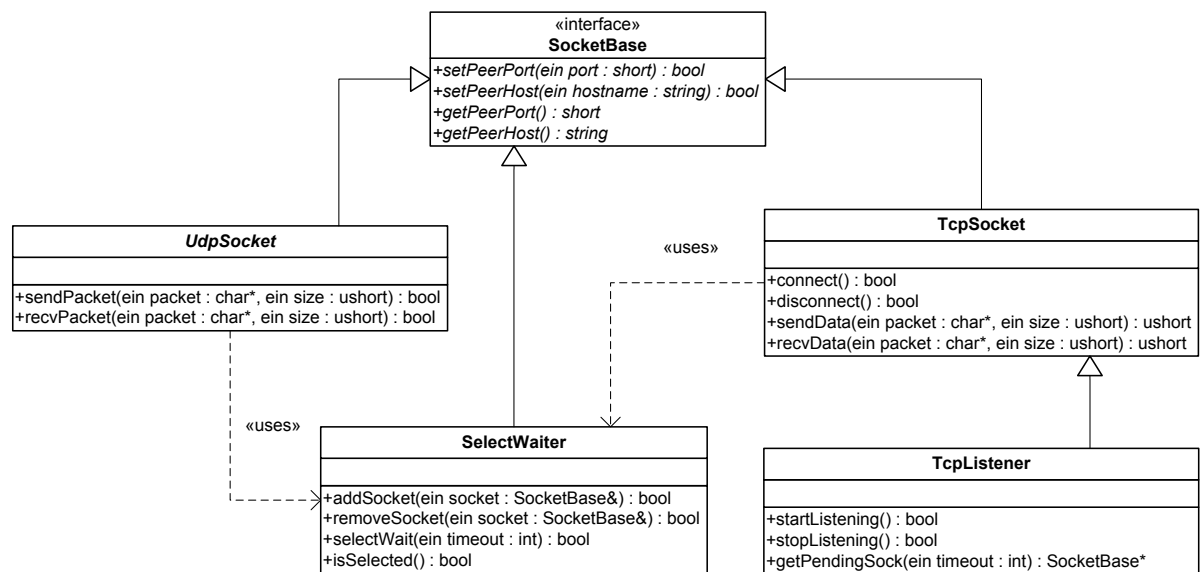 «interface»
SocketBase
+setPeerPort(ein port : short) : bool
+setPeerHost(ein hostname : string) : bool
+getPeerPort() : short
+getPeerHost() : string
UdpSocket
+sendPacket(ein packet : char*, ein size : ushort) : bool
+recvPacket(ein packet : char*, ein size : ushort) : bool
«uses»
TcpSocket
+connect() : bool
+disconnect() : bool
+sendData(ein packet : char*, ein size : ushort) : ushort
+recvData(ein packet : char*, ein size : ushort) : ushort
«uses»
SelectWaiter
+addSocket(ein socket : SocketBase&) : bool
+removeSocket(ein socket : SocketBase&) : bool
+selectWait(ein timeout : int) : bool
+isSelected() : bool
TcpListener
+startListening() : bool
+stopListening() : bool
+getPendingSock(ein timeout : int) : SocketBase*